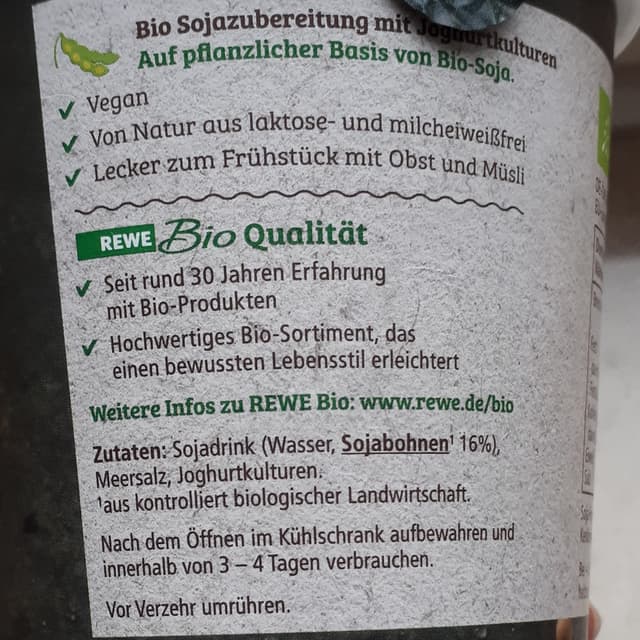 Bio Sojazubereitung mit Joghurtkulturen
Auf pflanzlicher Basis von Bio-Soja.
Vegan
Von Natur aus laktose- und milcheiweißfrei
Lecker zum Frühstück mit Obst und Müsli
REWE Bio Qualität
Seit rund 30 Jahren Erfahrung
mit Bio-Produkten
Hochwertiges Bio-Sortiment, das
einen bewussten Lebensstil erleichtert
Weitere Infos zu REWE Bio: www.rewe.de/bio
Zutaten: Sojadrink (Wasser, Sojabohnen¹ 16%),
Meersalz, Joghurtkulturen.
¹aus kontrolliert biologischer Landwirtschaft.
Nach dem Öffnen im Kühlschrank aufbewahren und
innerhalb von 3 – 4 Tagen verbrauchen.
Vor Verzehr umrühren.